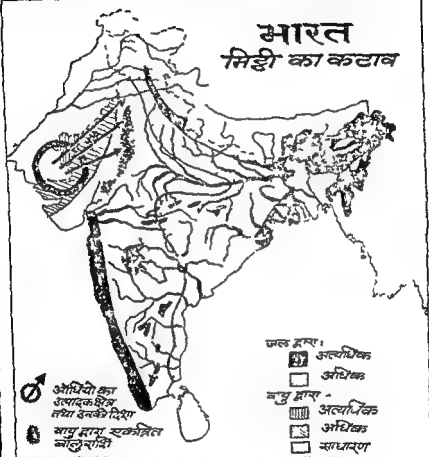 भारत
मिट्टी का कटाव
जल द्वारा :
अत्यधिक
अधिक
वायु द्वारा -
अत्यधिक
अधिक
साधारण
आँधियों का
उत्पादक क्षेत्र
तथा उनकी दिशा
वायु द्वारा एकत्रित
बालु राशि